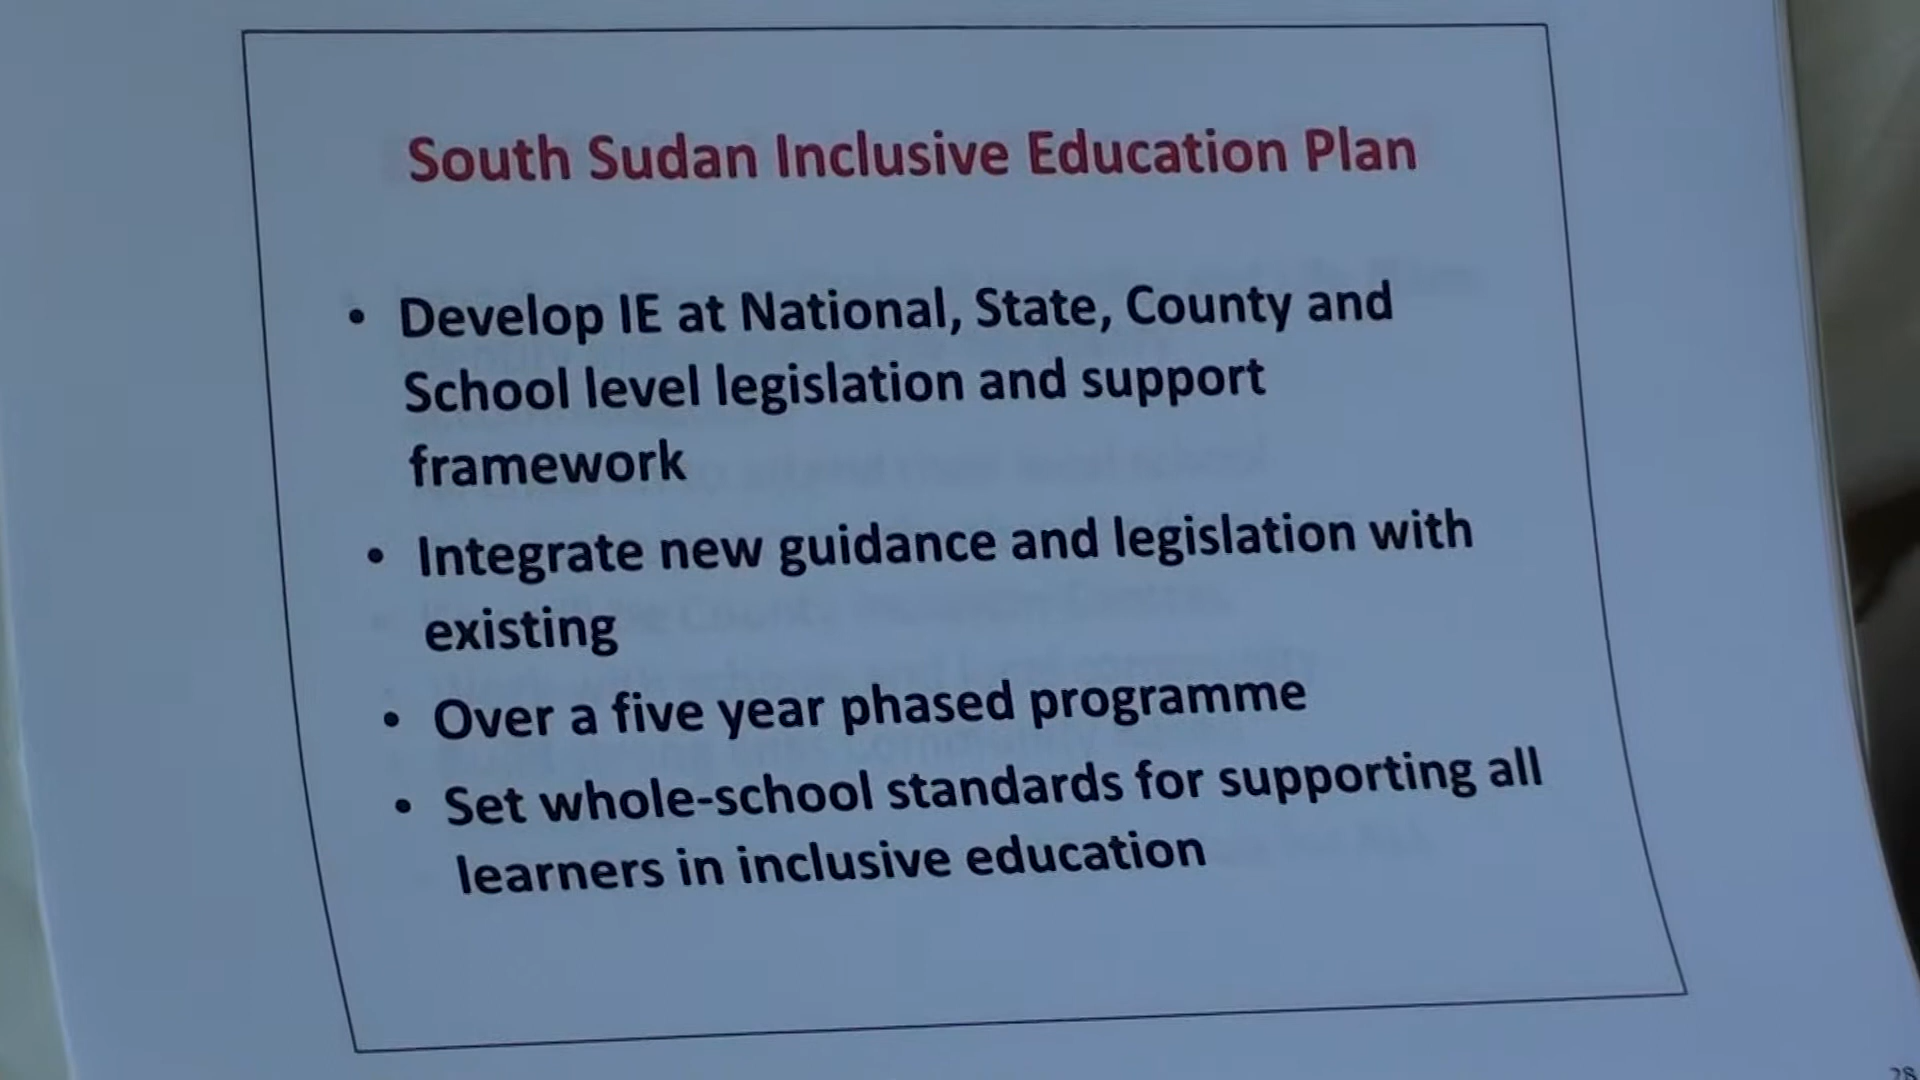 South Sudan Inclusive Education Plan
• Develop IE at National, State, County and
School level legislation and support
framework
• Integrate new guidance and legislation with
existing
• Over a five year phased programme
• Set whole-school standards for supporting all
learners in inclusive education
28